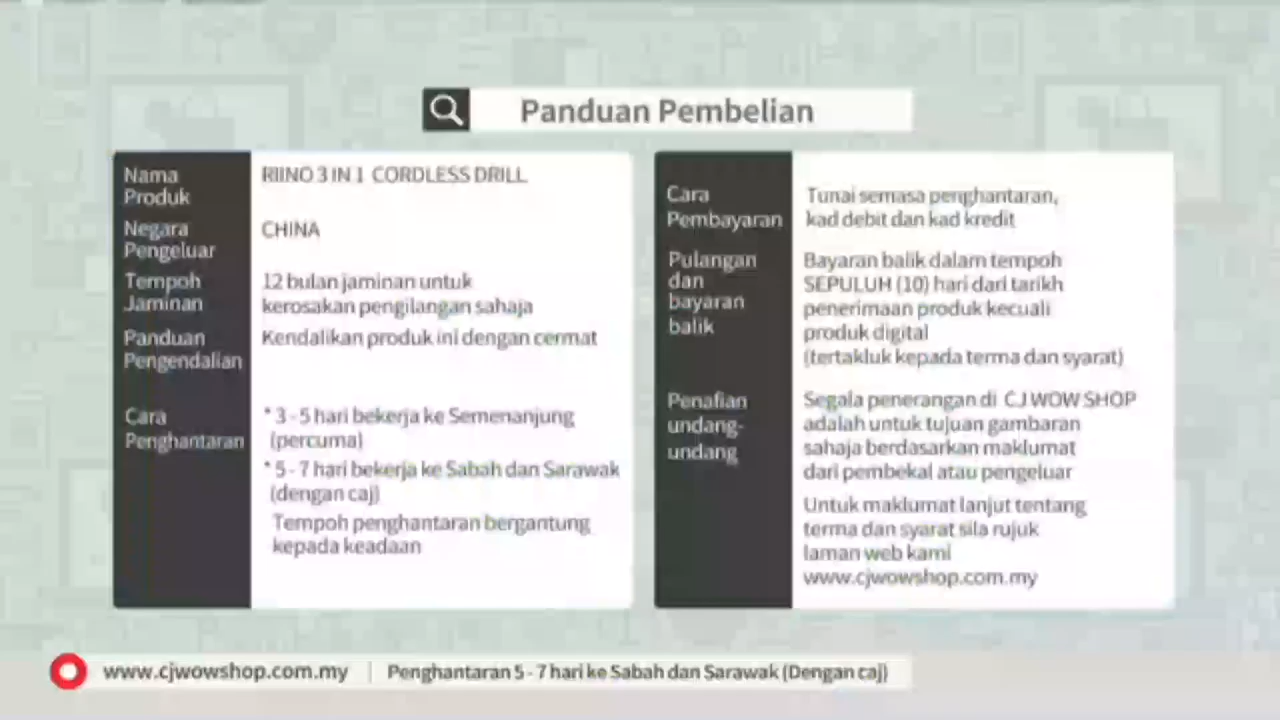 Panduan Pembelian
Nama
Produk
RIINO 3 IN 1 CORDLESS DRILL
Negara
Pengeluar
CHINA
Tempoh
Jaminan
12 bulan jaminan untuk
kerosakan pengilangan sahaja
Panduan
Pengendalian
Kendalikan produk ini dengan cermat
Cara
Penghantaran
* 3 - 5 hari bekerja ke Semenanjung
(percuma)
* 5 - 7 hari bekerja ke Sabah dan Sarawak
(dengan caj)
Tempoh penghantaran bergantung
kepada keadaan
Cara
Pembayaran
Tunai semasa penghantaran,
kad debit dan kad kredit
Pulangan
dan
bayaran
balik
Bayaran balik dalam tempoh
SEPULUH (10) hari dari tarikh
penerimaan produk kecuali
produk digital
(tertakluk kepada terma dan syarat)
Penafian
undang-
undang
Segala penerangan di CJ WOW SHOP
adalah untuk tujuan gambaran
sahaja berdasarkan maklumat
dari pembekal atau pengeluar
Untuk maklumat lanjut tentang
terma dan syarat sila rujuk
laman web kami
www.cjwowshop.com.my
www.cjwowshop.com.my | Penghantaran 5 - 7 hari ke Sabah dan Sarawak (Dengan caj)